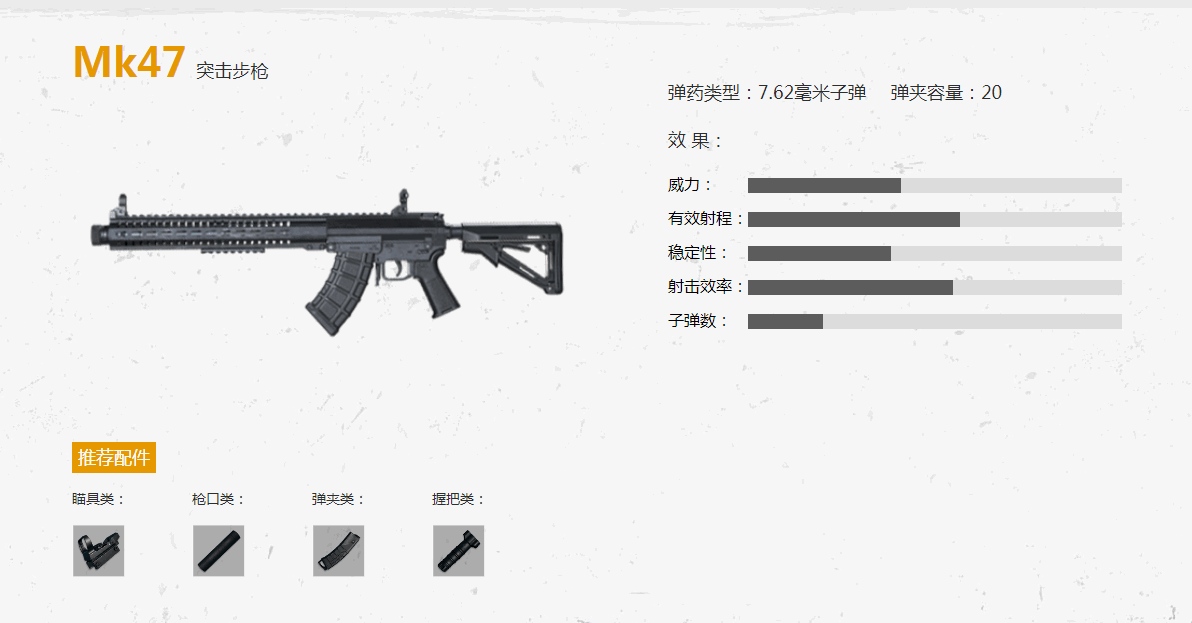 Mk47 突击步枪
弹药类型：7.62毫米子弹 弹夹容量：20
效 果：
威力：
有效射程：
稳定性：
射击效率：
子弹数：
推荐配件
瞄具类： 枪口类： 弹夹类： 握把类：